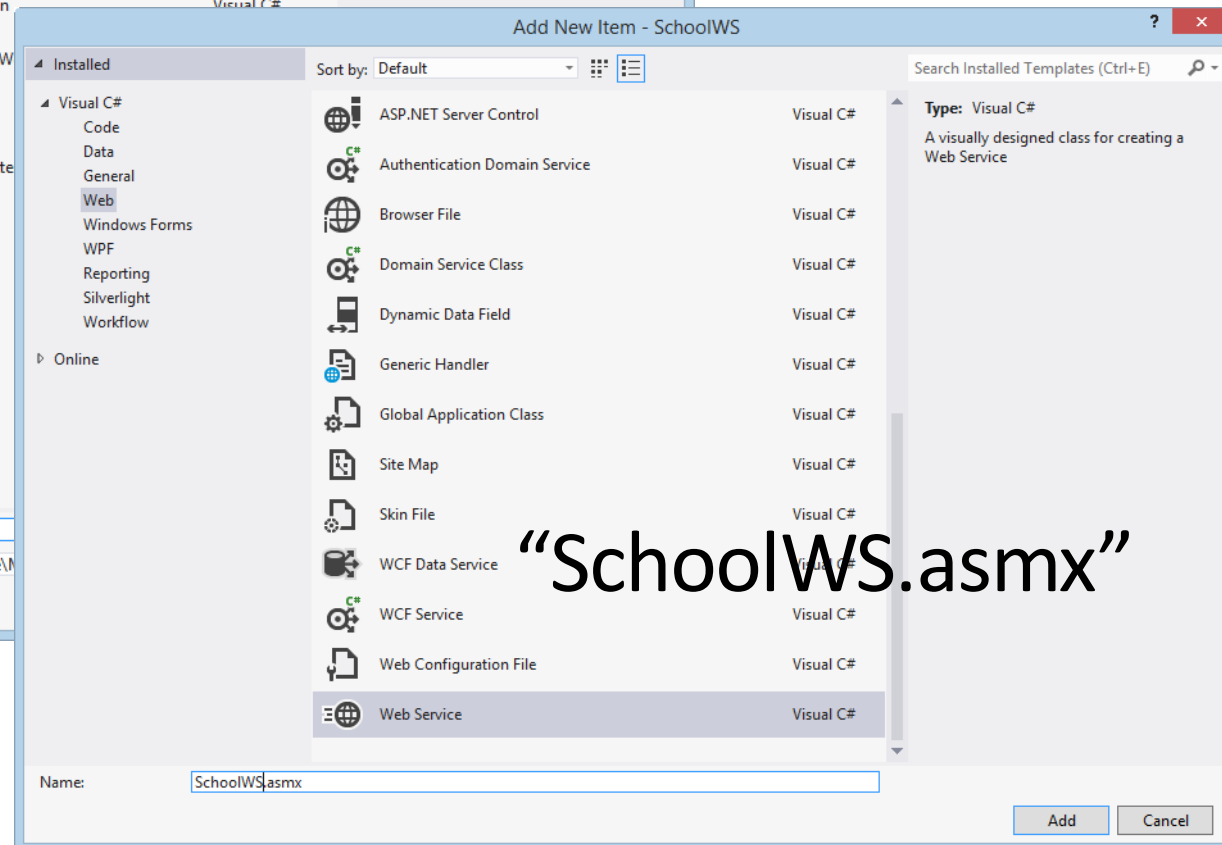 n
Visual C#
Add New Item - SchoolWS
?
W
Installed
Sort by: Default
Search Installed Templates (Ctrl+E)
Visual C#
Code
Data
General
Web
Windows Forms
WPF
Reporting
Silverlight
Workflow
Online
te
ASP.NET Server Control Visual C#
Authentication Domain Service Visual C#
Browser File Visual C#
Domain Service Class Visual C#
Dynamic Data Field Visual C#
Generic Handler Visual C#
Global Application Class Visual C#
Site Map Visual C#
Skin File Visual C#
WCF Data Service Visual C#
WCF Service Visual C#
Web Configuration File Visual C#
Web Service Visual C#
Type: Visual C#
A visually designed class for creating a
Web Service
“SchoolWS.asmx”
Name: SchoolWS.asmx
Add Cancel